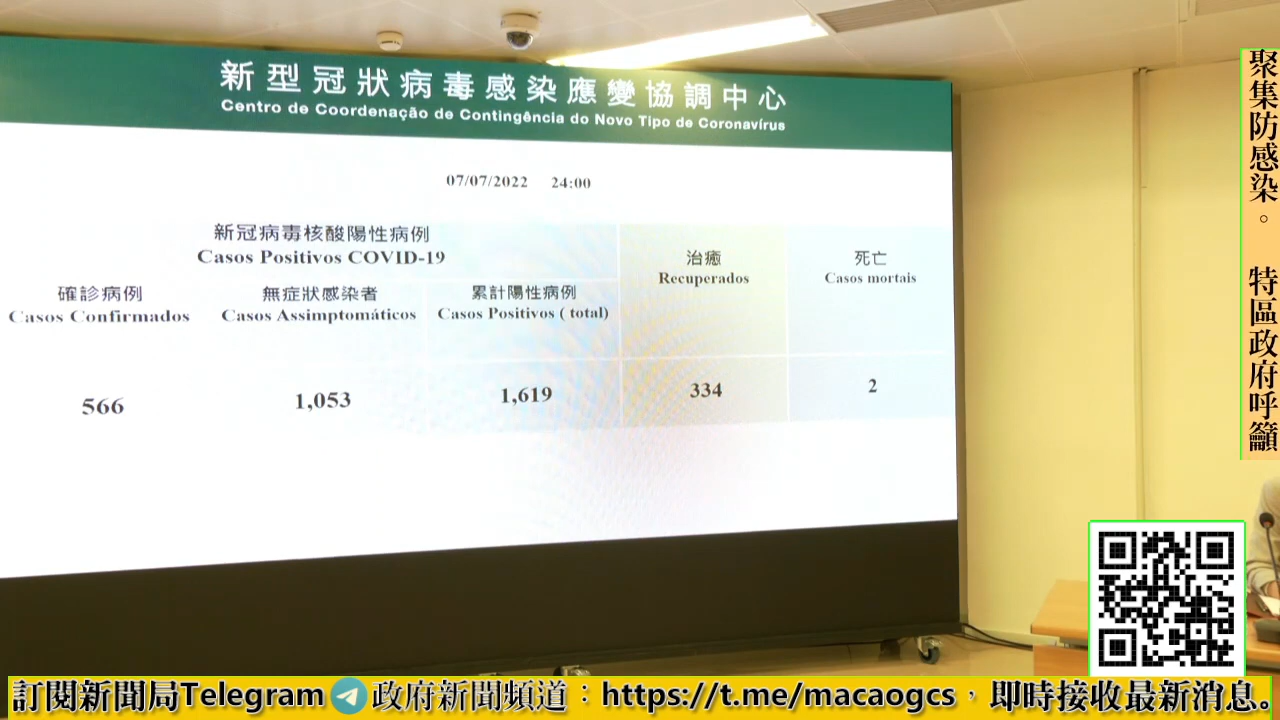 新型冠狀病毒感染應變協調中心
Centro de Coordenação de Contingência do Novo Tipo de Coronavírus
07/07/2022 24:00
新冠病毒核酸陽性病例
Casos Positivos COVID-19
確診病例
Casos Confirmados
無症狀感染者
Casos Assimptomáticos
累計陽性病例
Casos Positivos ( total)
治癒
Recuperados
死亡
Casos mortais
566
1,053
1,619
334
2
聚集防感染。 特區政府呼籲
訂閱新聞局Telegram 政府新聞頻道：https://t.me/macaogcs，即時接收最新消息。